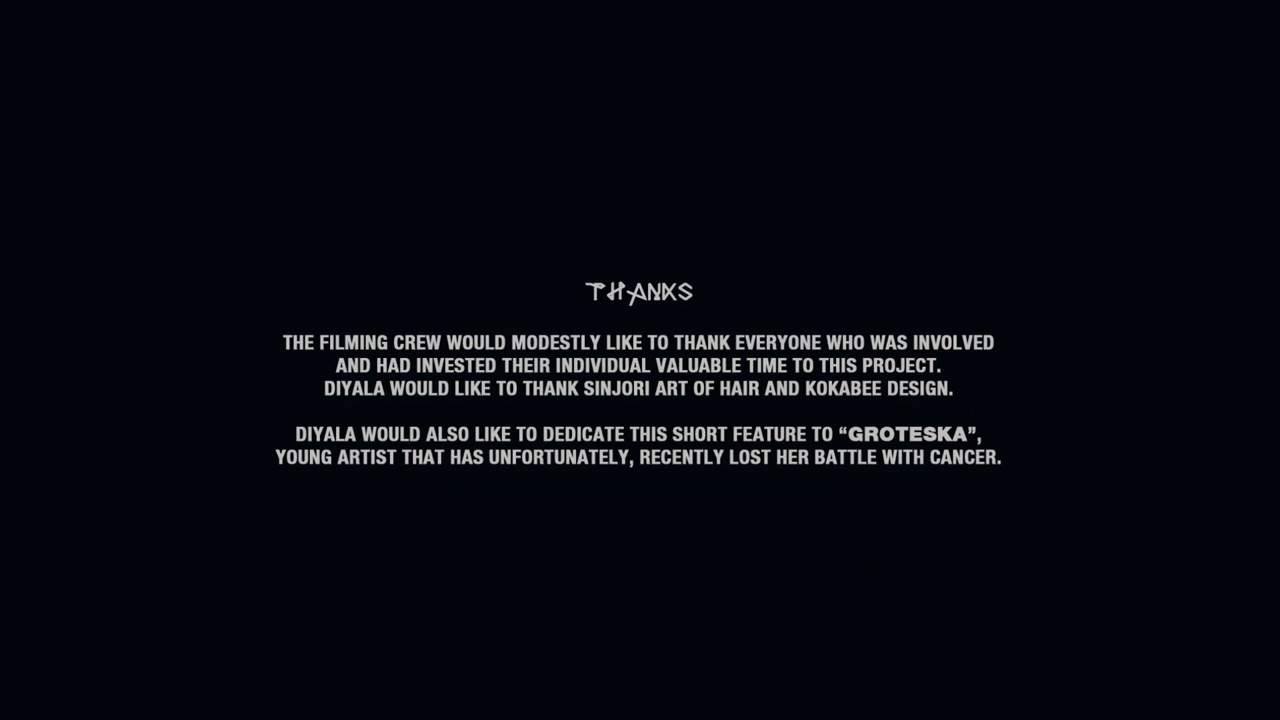 THANKS
THE FILMING CREW WOULD MODESTLY LIKE TO THANK EVERYONE WHO WAS INVOLVED
AND HAD INVESTED THEIR INDIVIDUAL VALUABLE TIME TO THIS PROJECT.
DIYALA WOULD LIKE TO THANK SINJORI ART OF HAIR AND KOKABEE DESIGN.
DIYALA WOULD ALSO LIKE TO DEDICATE THIS SHORT FEATURE TO “GROTESKA”,
YOUNG ARTIST THAT HAS UNFORTUNATELY, RECENTLY LOST HER BATTLE WITH CANCER.